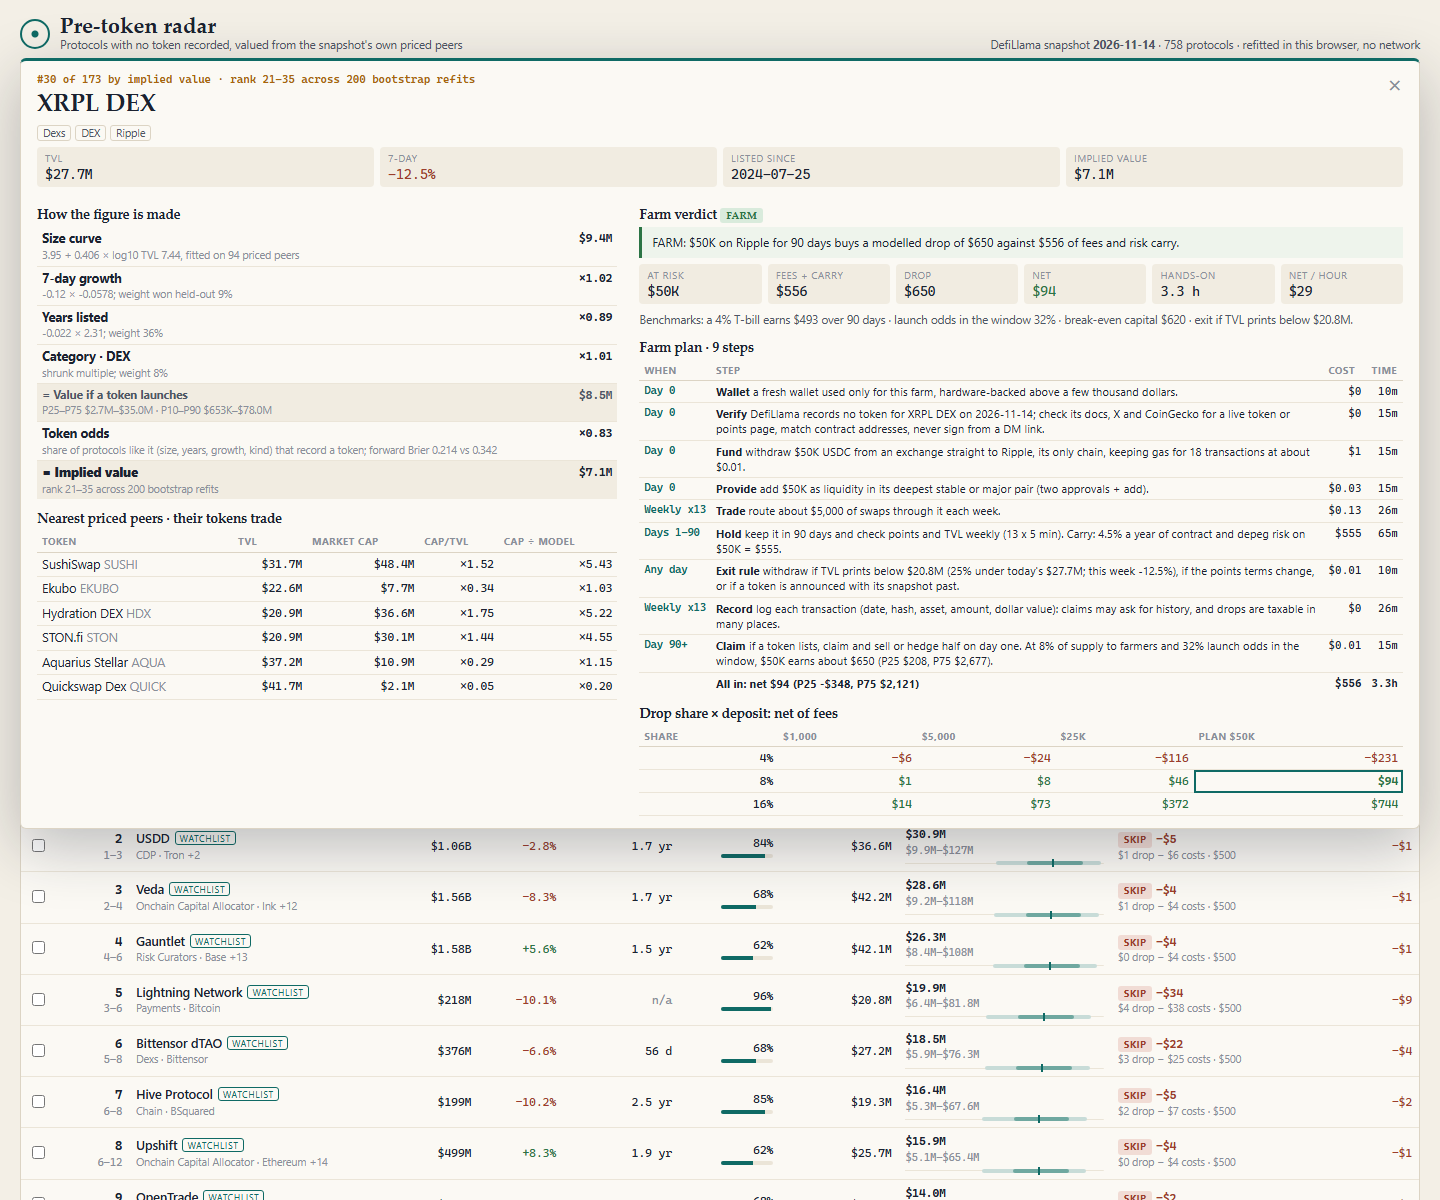 Pre-token radar
Protocols with no token recorded, valued from the snapshot's own priced peers
DefiLlama snapshot 2026-11-14 · 758 protocols · refitted in this browser, no network
#30 of 173 by implied value · rank 21–35 across 200 bootstrap refits
XRPL DEX
×
Dexs DEX Ripple
TVL
$27.7M
7-DAY
−12.5%
LISTED SINCE
2024-07-25
IMPLIED VALUE
$7.1M
How the figure is made
Size curve $9.4M
3.95 + 0.406 × log10 TVL 7.44, fitted on 94 priced peers
7-day growth ×1.02
-0.12 × -0.0578; weight won held-out 9%
Years listed ×0.89
-0.022 × 2.31; weight 36%
Category · DEX ×1.01
shrunk multiple; weight 8%
= Value if a token launches $8.5M
P25–P75 $2.7M–$35.0M · P10–P90 $653K–$78.0M
Token odds ×0.83
share of protocols like it (size, years, growth, kind) that record a token; forward Brier 0.214 vs 0.342
= Implied value $7.1M
rank 21–35 across 200 bootstrap refits
Nearest priced peers · their tokens trade
TOKEN TVL MARKET CAP CAP/TVL CAP ÷ MODEL
SushiSwap SUSHI $31.7M $48.4M ×1.52 ×5.43
Ekubo EKUBO $22.6M $7.7M ×0.34 ×1.03
Hydration DEX HDX $20.9M $36.6M ×1.75 ×5.22
STON.fi STON $20.9M $30.1M ×1.44 ×4.55
Aquarius Stellar AQUA $37.2M $10.9M ×0.29 ×1.15
Quickswap Dex QUICK $41.7M $2.1M ×0.05 ×0.20
Farm verdict FARM
FARM: $50K on Ripple for 90 days buys a modelled drop of $650 against $556 of fees and risk carry.
AT RISK
$50K
FEES + CARRY
$556
DROP
$650
NET
$94
HANDS-ON
3.3 h
NET / HOUR
$29
Benchmarks: a 4% T-bill earns $493 over 90 days · launch odds in the window 32% · break-even capital $620 · exit if TVL prints below $20.8M.
Farm plan · 9 steps
WHEN STEP COST TIME
Day 0 Wallet a fresh wallet used only for this farm, hardware-backed above a few thousand dollars. $0 10m
Day 0 Verify DefiLlama records no token for XRPL DEX on 2026-11-14; check its docs, X and CoinGecko for a live token or $0 15m
points page, match contract addresses, never sign from a DM link.
Day 0 Fund withdraw $50K USDC from an exchange straight to Ripple, its only chain, keeping gas for 18 transactions at about $1 15m
$0.01.
Day 0 Provide add $50K as liquidity in its deepest stable or major pair (two approvals + add). $0.03 15m
Weekly x13 Trade route about $5,000 of swaps through it each week. $0.13 26m
Days 1–90 Hold keep it in 90 days and check points and TVL weekly (13 x 5 min). Carry: 4.5% a year of contract and depeg risk on $555 65m
$50K = $555.
Any day Exit rule withdraw if TVL prints below $20.8M (25% under today's $27.7M; this week -12.5%), if the points terms change, $0.01 10m
or if a token is announced with its snapshot past.
Weekly x13 Record log each transaction (date, hash, asset, amount, dollar value): claims may ask for history, and drops are taxable in $0 26m
many places.
Day 90+ Claim if a token lists, claim and sell or hedge half on day one. At 8% of supply to farmers and 32% launch odds in the $0.01 15m
window, $50K earns about $650 (P25 $208, P75 $2,677).
All in: net $94 (P25 -$348, P75 $2,121) $556 3.3h
Drop share × deposit: net of fees
SHARE $1,000 $5,000 $25K PLAN $50K
4% −$6 −$24 −$116 −$231
8% $1 $8 $46 $94
16% $14 $73 $372 $744
2 USDD WATCHLIST $1.06B −2.8% 1.7 yr 84% $36.6M $30.9M SKIP −$5 −$1
1–3 CDP · Tron +2 $9.9M–$127M $1 drop − $6 costs · $500
3 Veda WATCHLIST $1.56B −8.3% 1.7 yr 68% $42.2M $28.6M SKIP −$4 −$1
2–4 Onchain Capital Allocator · Ink +12 $9.2M–$118M $1 drop − $4 costs · $500
4 Gauntlet WATCHLIST $1.58B +5.6% 1.5 yr 62% $42.1M $26.3M SKIP −$4 −$1
4–6 Risk Curators · Base +13 $8.4M–$108M $0 drop − $4 costs · $500
5 Lightning Network WATCHLIST $218M −10.1% n/a 96% $20.8M $19.9M SKIP −$34 −$9
3–6 Payments · Bitcoin $6.4M–$81.8M $4 drop − $38 costs · $500
6 Bittensor dTAO WATCHLIST $376M −6.6% 56 d 68% $27.2M $18.5M SKIP −$22 −$4
5–8 Dexs · Bittensor $5.9M–$76.3M $3 drop − $25 costs · $500
7 Hive Protocol WATCHLIST $199M −10.2% 2.5 yr 85% $19.3M $16.4M SKIP −$5 −$2
6–8 Chain · BSquared $5.3M–$67.6M $2 drop − $7 costs · $500
8 Upshift WATCHLIST $499M +8.3% 1.9 yr 62% $25.7M $15.9M SKIP −$4 −$1
6–12 Onchain Capital Allocator · Ethereum +14 $5.1M–$65.4M $0 drop − $4 costs · $500
9 OpenTrade $14.0M SKIP −$2